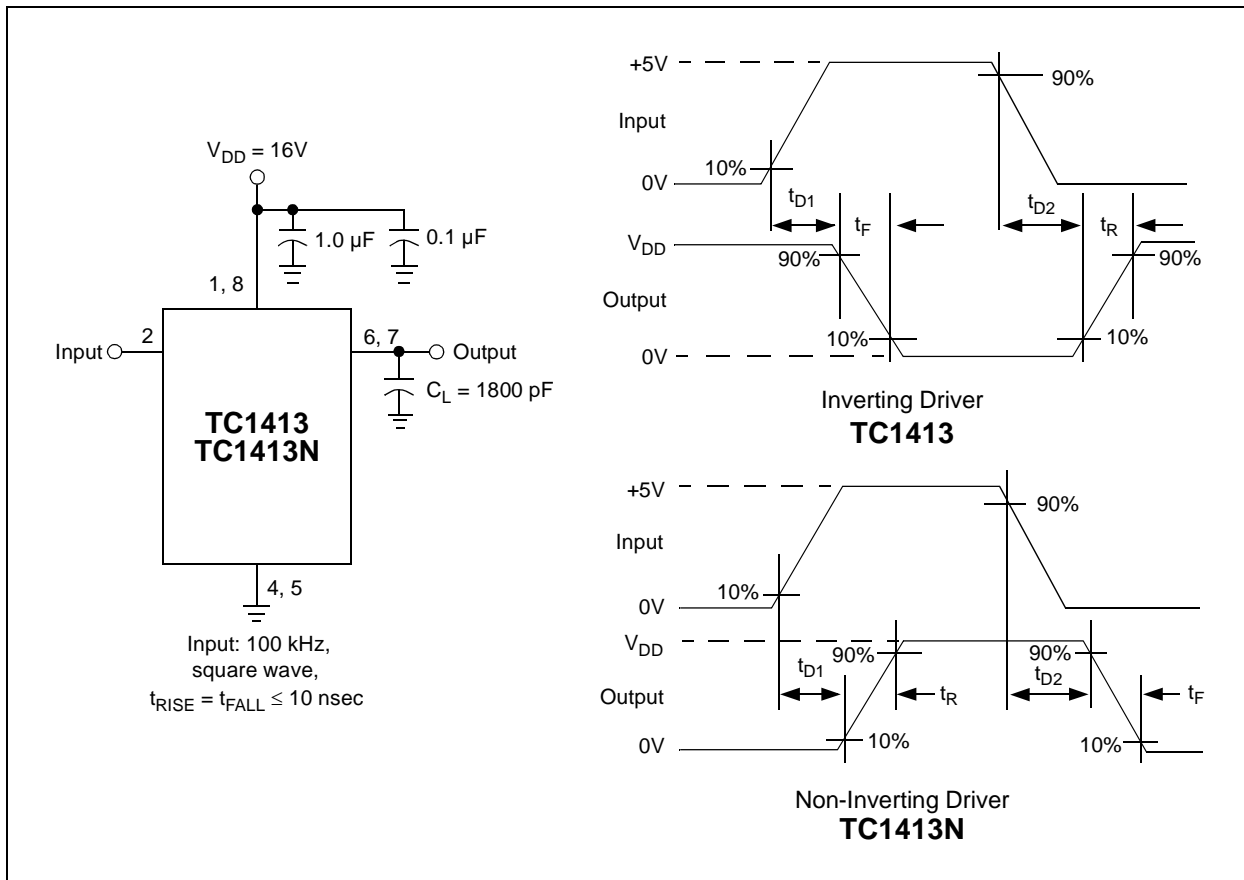 V_DD = 16V
1.0 µF
0.1 µF
1, 8
2
6, 7
Input
Output
C_L = 1800 pF
TC1413
TC1413N
4, 5
Input: 100 kHz,
square wave,
t_RISE = t_FALL ≤ 10 nsec
+5V
90%
Input
10%
0V
t_D1
t_F
t_D2
t_R
V_DD
90%
90%
Output
10%
10%
0V
Inverting Driver
TC1413
+5V
90%
Input
10%
0V
V_DD
t_D1
90%
90%
t_D2
t_R
t_F
Output
10%
10%
0V
Non-Inverting Driver
TC1413N